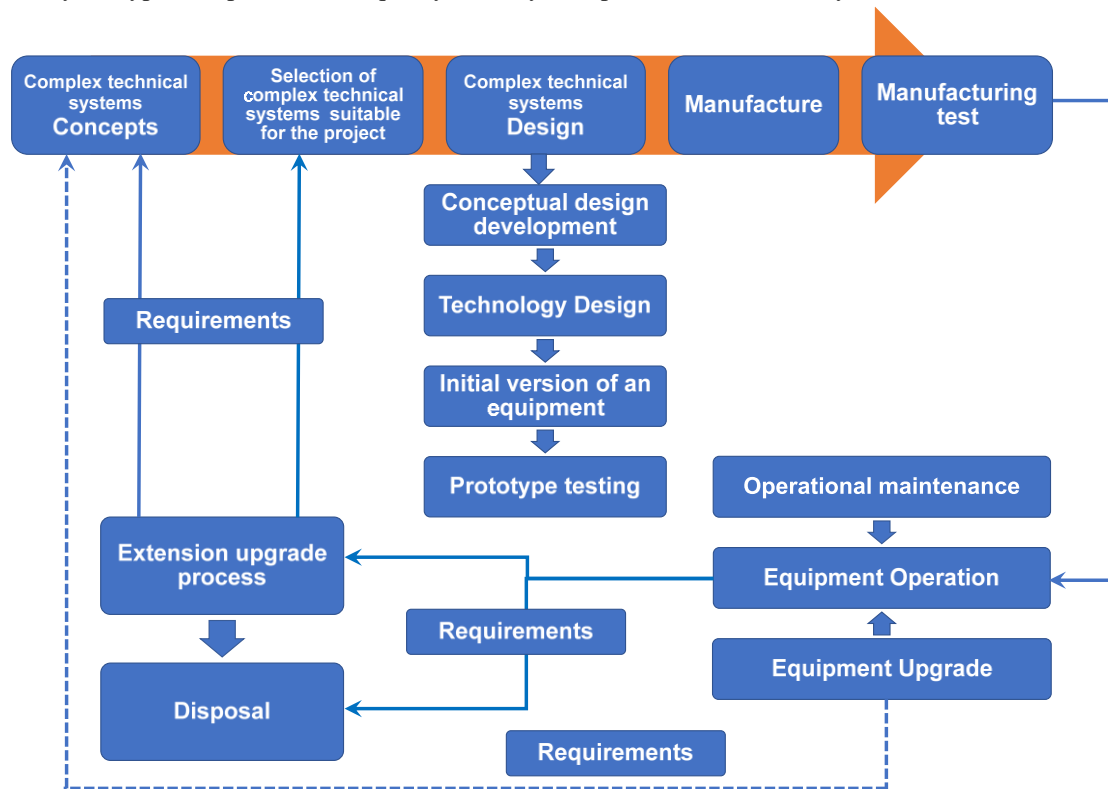 Complex technical
systems
Concepts
Selection of
complex technical
systems suitable
for the project
Complex technical
systems
Design
Manufacture
Manufacturing
test
Conceptual design
development
Technology Design
Requirements
Initial version of an
equipment
Prototype testing
Operational maintenance
Extension upgrade
process
Equipment Operation
Requirements
Equipment Upgrade
Disposal
Requirements